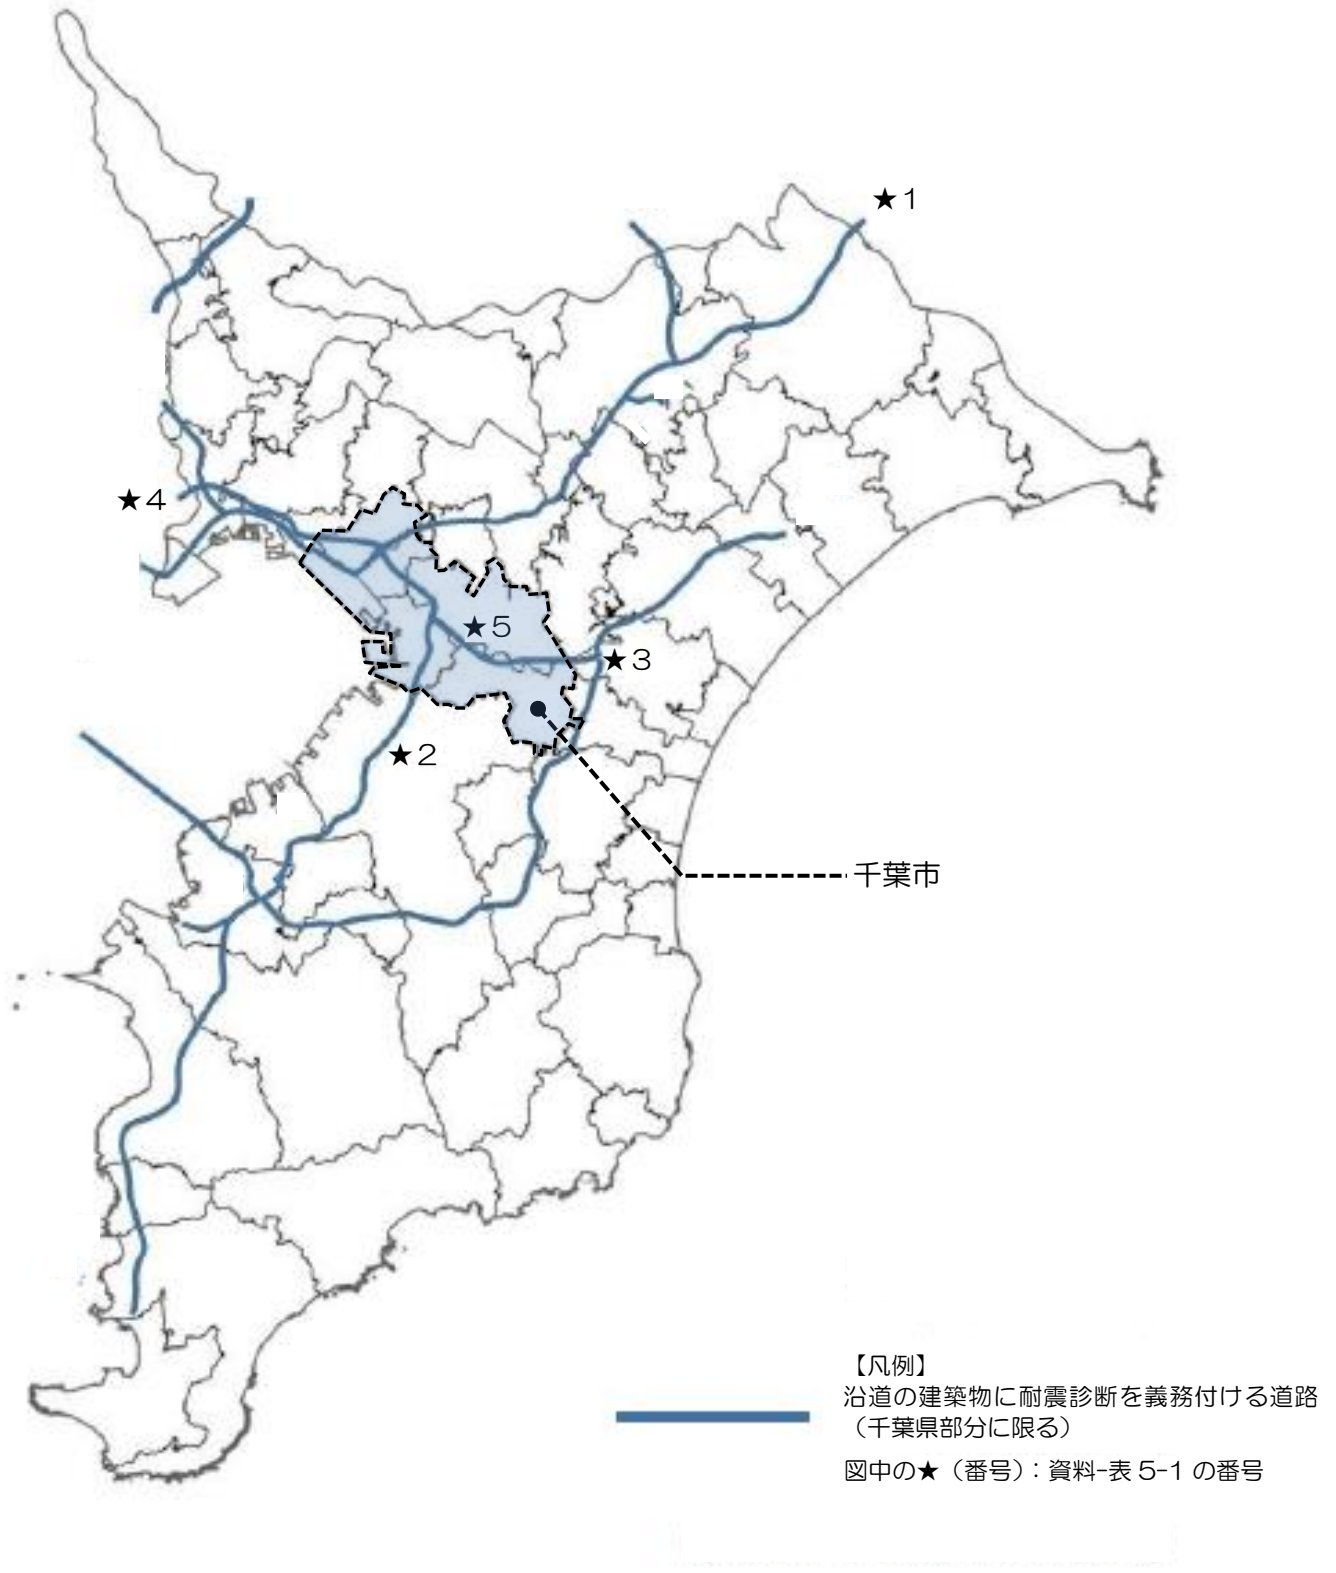 ★1
★4
★5
★3
★2
千葉市
【凡例】
沿道の建築物に耐震診断を義務付ける道路
（千葉県部分に限る）
図中の★（番号）：資料-表 5-1 の番号